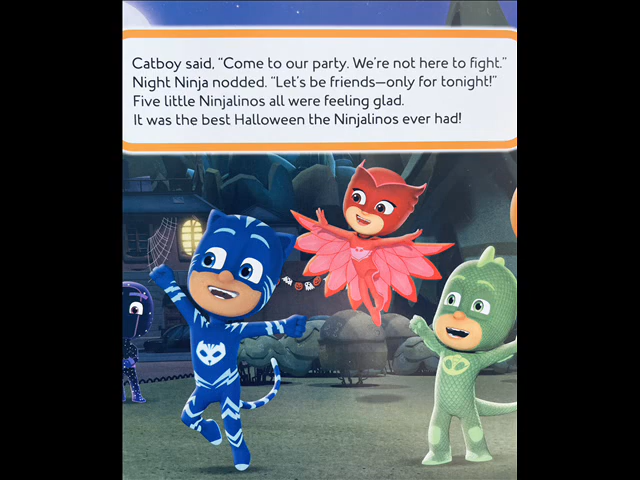 Catboy said, “Come to our party. We’re not here to fight.”
Night Ninja nodded. “Let’s be friends—only for tonight!”
Five little Ninjalinos all were feeling glad.
It was the best Halloween the Ninjalinos ever had!